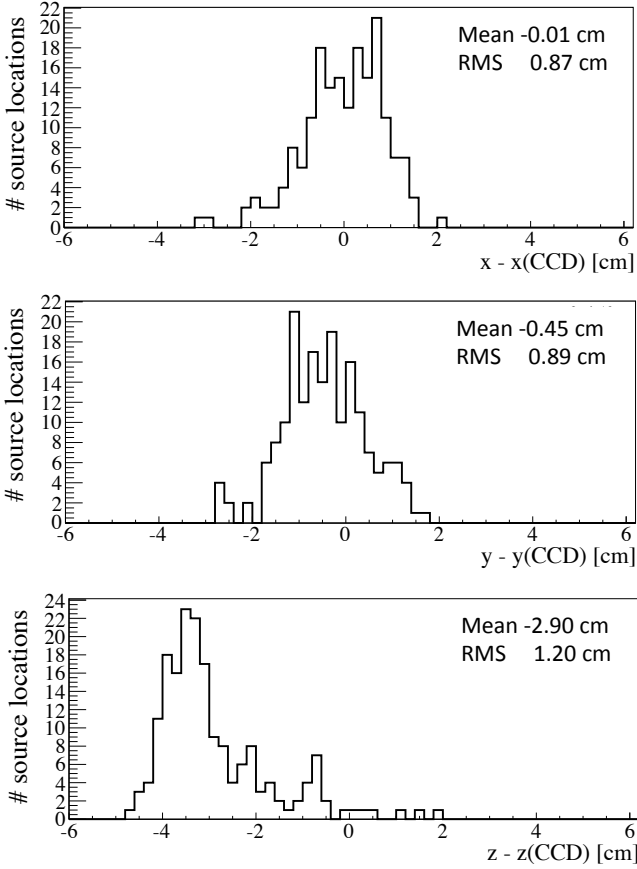 22
20
18
16
14
12
10
8
6
4
2
0
# source locations
Mean -0.01 cm
RMS 0.87 cm
-6 -4 -2 0 2 4 6
x - x(CCD) [cm]
22
20
18
16
14
12
10
8
6
4
2
0
# source locations
Mean -0.45 cm
RMS 0.89 cm
-6 -4 -2 0 2 4 6
y - y(CCD) [cm]
24
22
20
18
16
14
12
10
8
6
4
2
0
# source locations
Mean -2.90 cm
RMS 1.20 cm
-6 -4 -2 0 2 4 6
z - z(CCD) [cm]